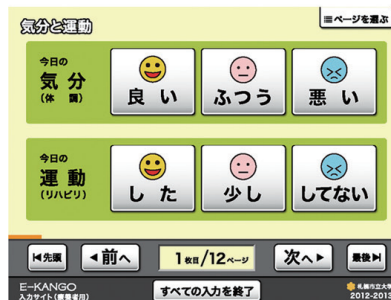 気分と運動
≡ページを選ぶ
今日の
気分
(体 調)
良い
ふつう
悪い
今日の
運動
(リハビリ)
した
少し
してない
先頭
◀前へ
1枚目/12ページ
次へ▶
最後
E-KANGO
入力サイト(療養者用)
すべての入力を終了
札幌市立大学
2012-2013